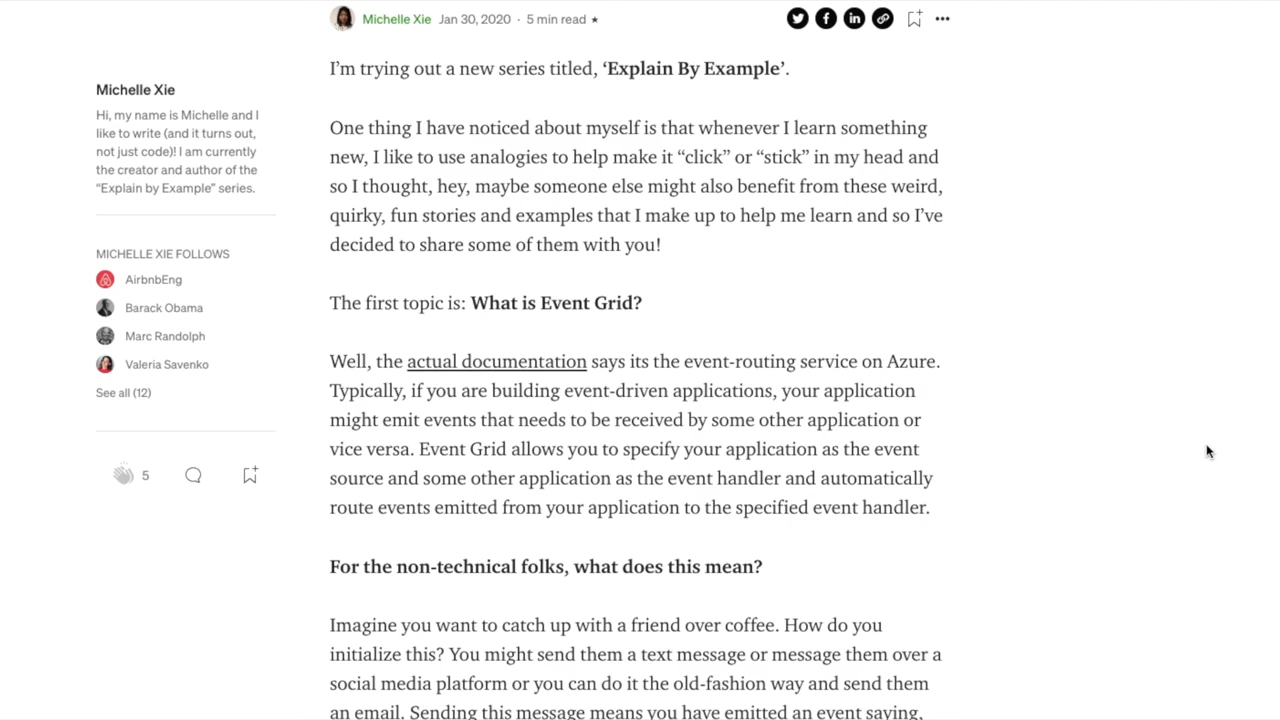 Michelle Xie Jan 30, 2020 · 5 min read ★
Michelle Xie
Hi, my name is Michelle and I
like to write (and it turns out,
not just code)! I am currently
the creator and author of the
“Explain by Example” series.
MICHELLE XIE FOLLOWS
AirbnbEng
Barack Obama
Marc Randolph
Valeria Savenko
See all (12)
5
I’m trying out a new series titled, ‘Explain By Example’.
One thing I have noticed about myself is that whenever I learn something
new, I like to use analogies to help make it “click” or “stick” in my head and
so I thought, hey, maybe someone else might also benefit from these weird,
quirky, fun stories and examples that I make up to help me learn and so I’ve
decided to share some of them with you!
The first topic is: What is Event Grid?
Well, the actual documentation says its the event-routing service on Azure.
Typically, if you are building event-driven applications, your application
might emit events that needs to be received by some other application or
vice versa. Event Grid allows you to specify your application as the event
source and some other application as the event handler and automatically
route events emitted from your application to the specified event handler.
For the non-technical folks, what does this mean?
Imagine you want to catch up with a friend over coffee. How do you
initialize this? You might send them a text message or message them over a
social media platform or you can do it the old-fashion way and send them
an email. Sending this message means you have emitted an event saying,